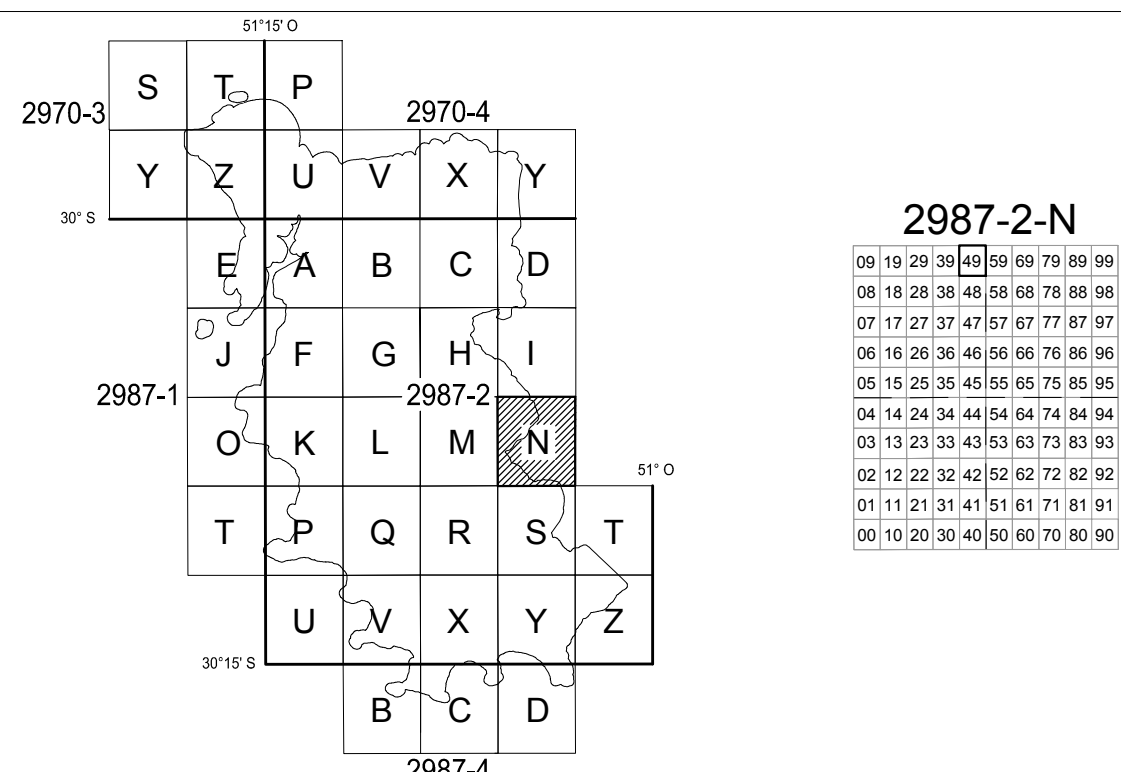 51°15' O
S T P
2970-3
2970-4
Y Z U V X Y
30° S
E A B C D
J F G H I
2987-1
2987-2
O K L M N
51° O
T P Q R S T
U V X Y Z
30°15' S
B C D
2987-4
2987-2-N
09 19 29 39 49 59 69 79 89 99
08 18 28 38 48 58 68 78 88 98
07 17 27 37 47 57 67 77 87 97
06 16 26 36 46 56 66 76 86 96
05 15 25 35 45 55 65 75 85 95
04 14 24 34 44 54 64 74 84 94
03 13 23 33 43 53 63 73 83 93
02 12 22 32 42 52 62 72 82 92
01 11 21 31 41 51 61 71 81 91
00 10 20 30 40 50 60 70 80 90